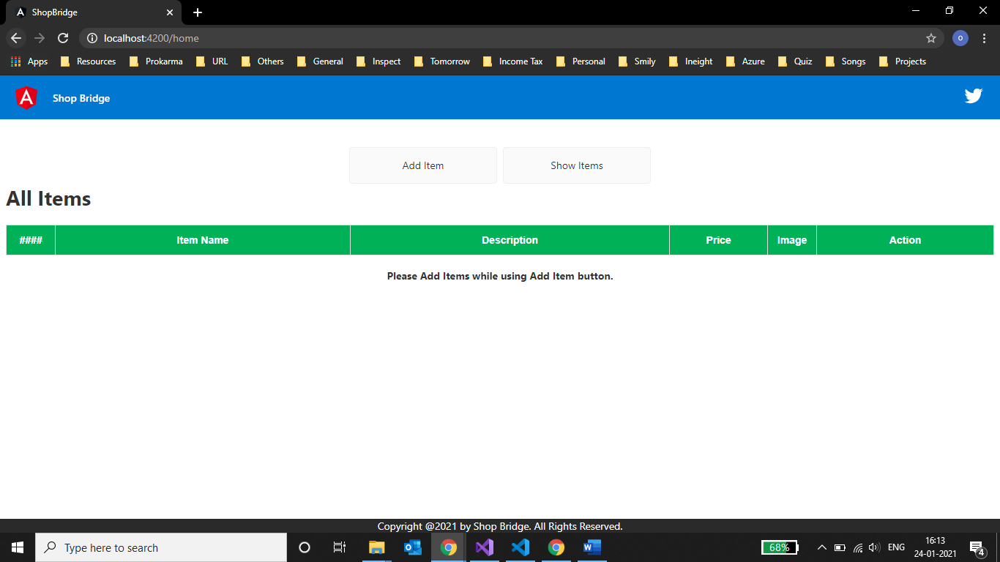 ShopBridge
localhost:4200/home
Apps Resources Prokarma URL Others General Inspect Tomorrow Income Tax Personal Smily Ineight Azure Quiz Songs Projects
Shop Bridge
Add Item Show Items
All Items
#### Item Name Description Price Image Action
Please Add Items while using Add Item button.
Copyright @2021 by Shop Bridge. All Rights Reserved.
Type here to search
68%
ENG
16:13
24-01-2021
4